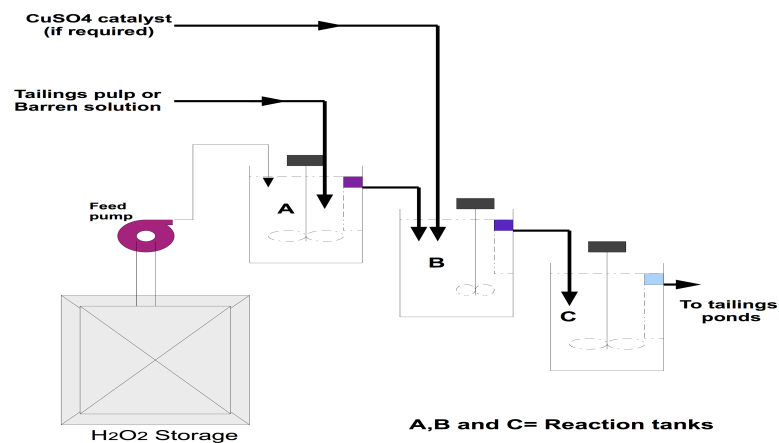 CuSO4 catalyst
(if required)
Tailings pulp or
Barren solution
Feed
pump
A
B
C
To tailings
ponds
H2O2 Storage
A,B and C= Reaction tanks